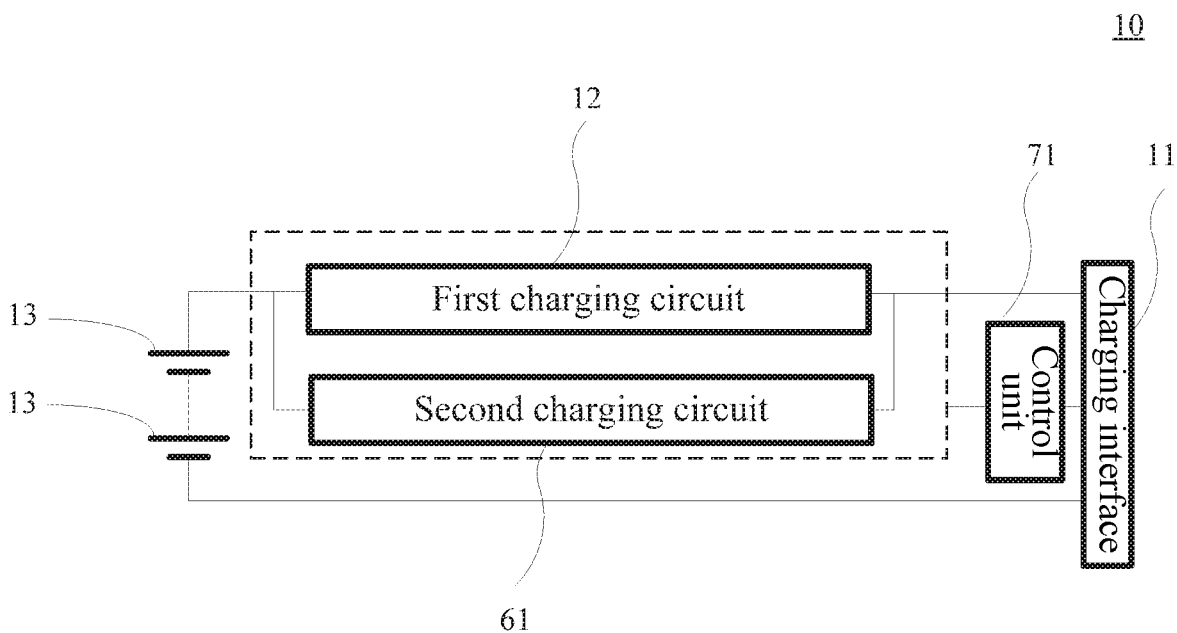 10
12
71
11
First charging circuit
13
13
Second charging circuit
Control
unit
Charging interface
61